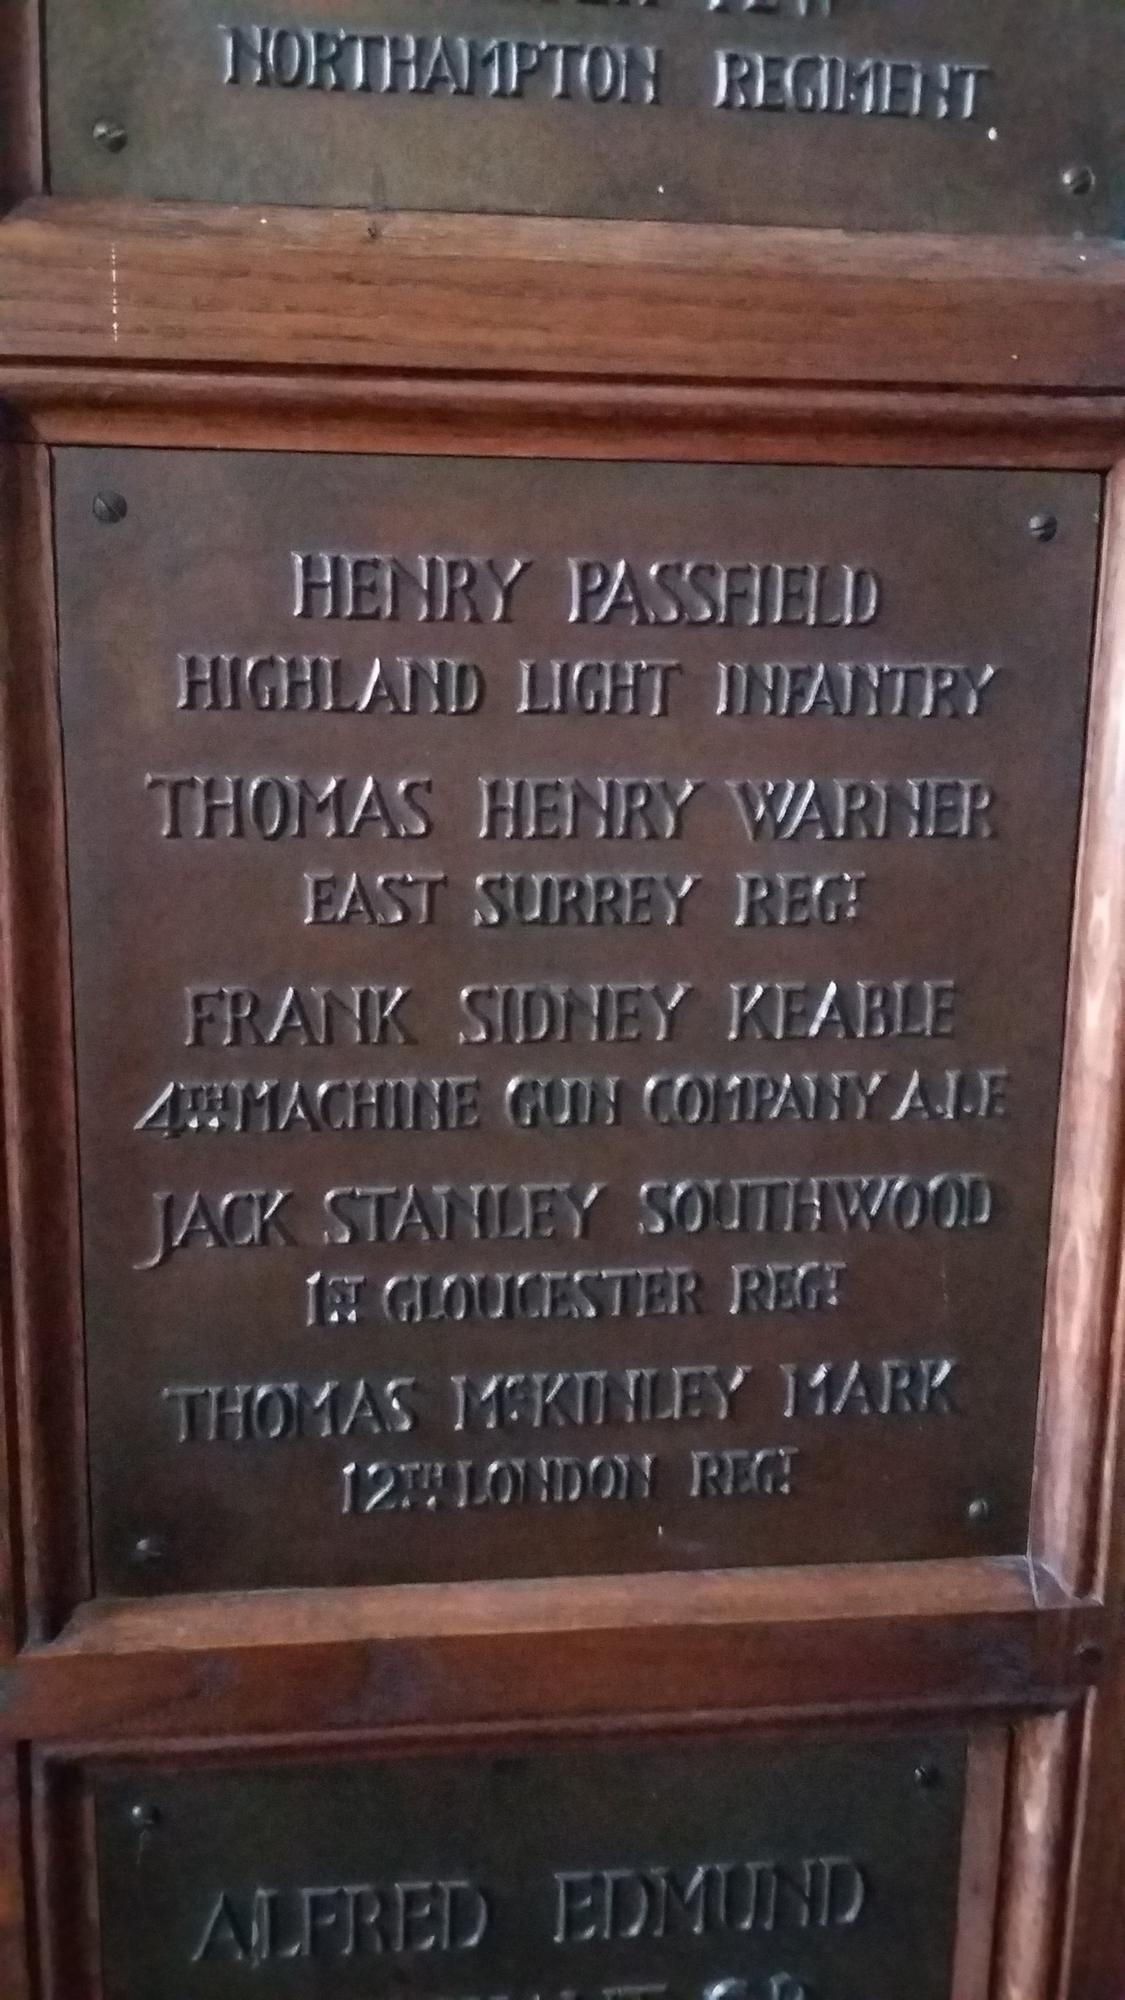 NORTHAMPTON REGIMENT
HENRY PASSFIELD
HIGHLAND LIGHT INFANTRY
THOMAS HENRY WARNER
EAST SURREY REGT
FRANK SIDNEY KEABLE
4TH MACHINE GUN COMPANY A.I.F.
JACK STANLEY SOUTHWOOD
1ST GLOUCESTER REGT
THOMAS McKINLEY MARK
12TH LONDON REGT
ALFRED EDMUND